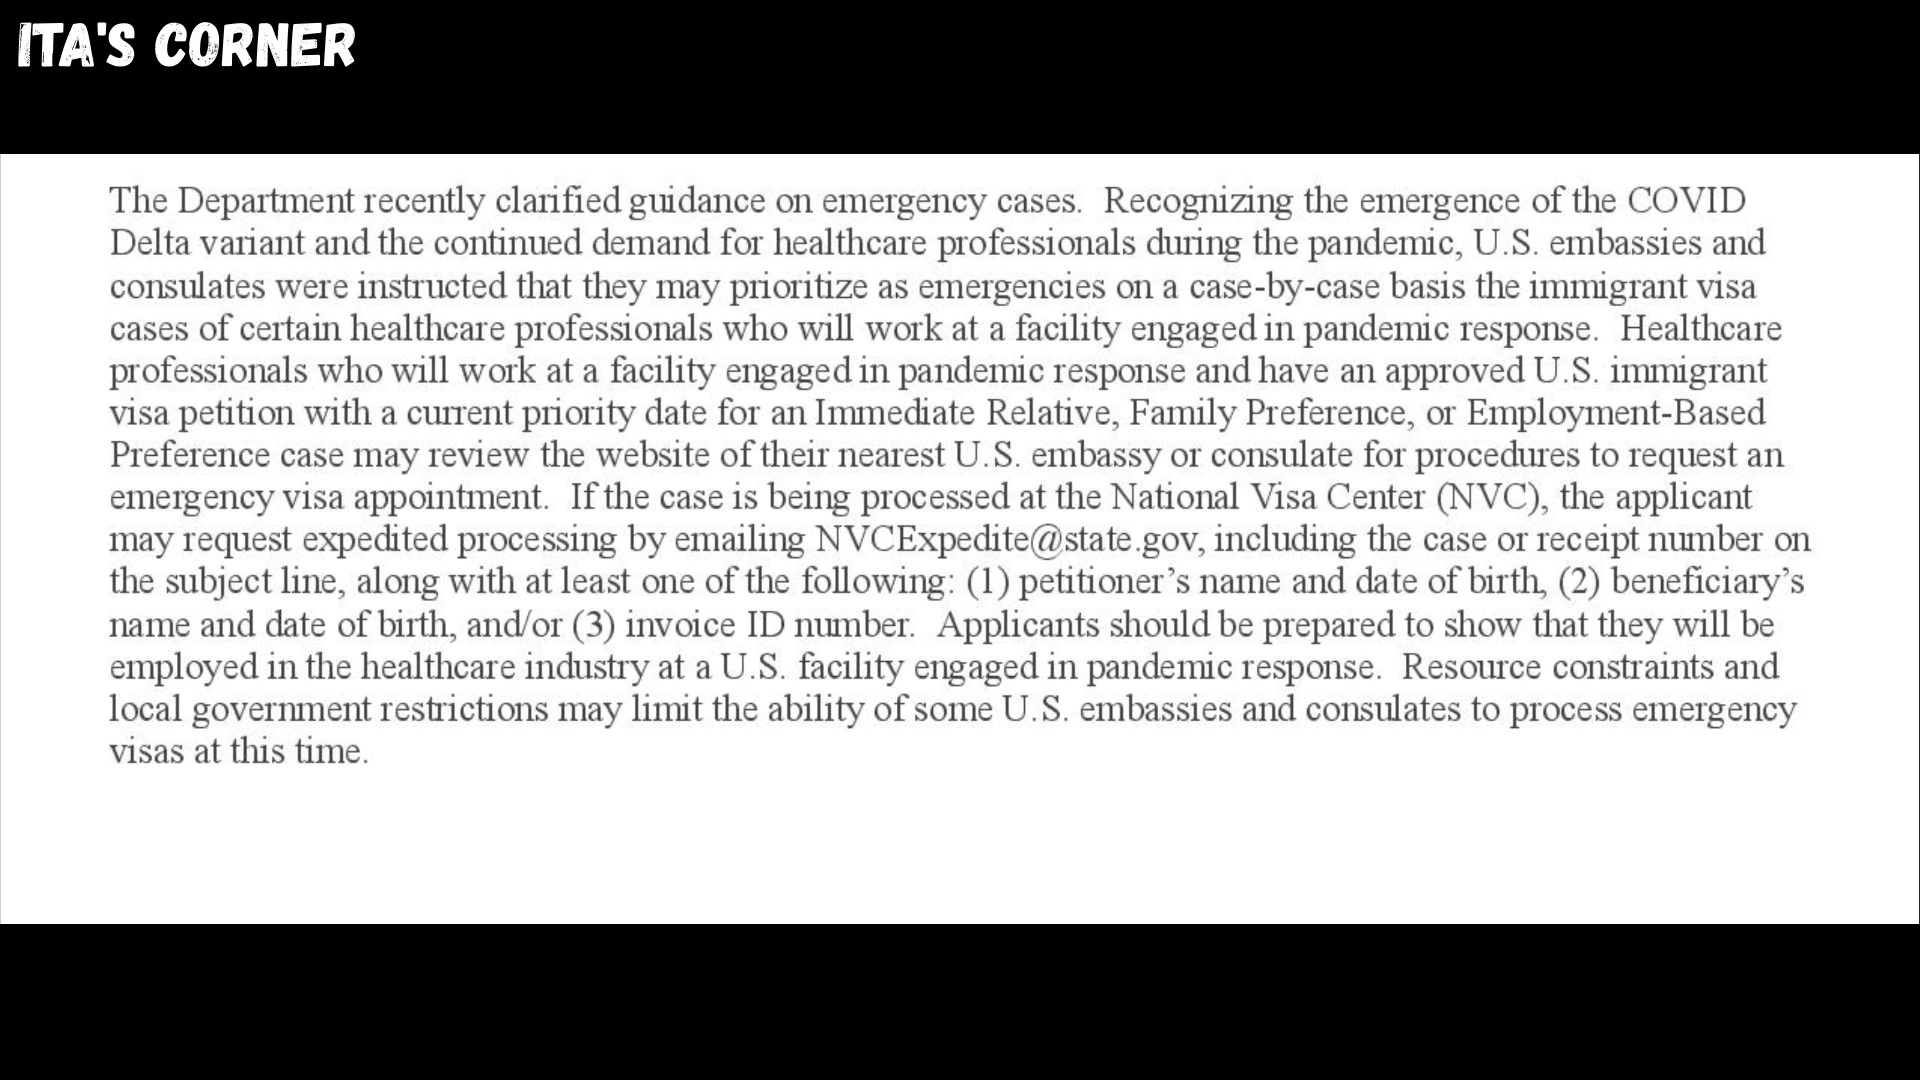 ITA'S CORNER
The Department recently clarified guidance on emergency cases.  Recognizing the emergence of the COVID
Delta variant and the continued demand for healthcare professionals during the pandemic, U.S. embassies and
consulates were instructed that they may prioritize as emergencies on a case-by-case basis the immigrant visa
cases of certain healthcare professionals who will work at a facility engaged in pandemic response.  Healthcare
professionals who will work at a facility engaged in pandemic response and have an approved U.S. immigrant
visa petition with a current priority date for an Immediate Relative, Family Preference, or Employment-Based
Preference case may review the website of their nearest U.S. embassy or consulate for procedures to request an
emergency visa appointment.  If the case is being processed at the National Visa Center (NVC), the applicant
may request expedited processing by emailing NVCExpedite@state.gov, including the case or receipt number on
the subject line, along with at least one of the following: (1) petitioner’s name and date of birth, (2) beneficiary’s
name and date of birth, and/or (3) invoice ID number.  Applicants should be prepared to show that they will be
employed in the healthcare industry at a U.S. facility engaged in pandemic response.  Resource constraints and
local government restrictions may limit the ability of some U.S. embassies and consulates to process emergency
visas at this time.